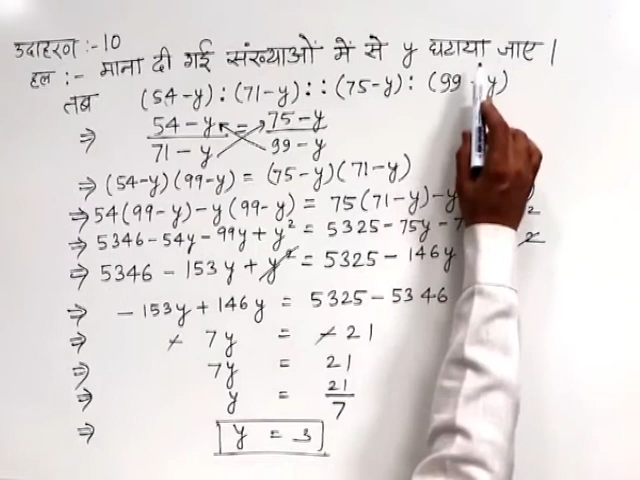 उदाहरण :- 10
हल :- माना दी गई संख्याओं में से y घटाया जाए |
तब (54-y) : (71-y) : : (75-y) : (99-y)
⇒ 54-y / 71-y = 75-y / 99-y
⇒ (54-y)(99-y) = (75-y)(71-y)
⇒ 54(99-y)-y(99-y) = 75(71-y)-y
⇒ 5346-54y-99y+y² = 5325-75y-7
⇒ 5346-153y+y² = 5325-146y
⇒ -153y+146y = 5325-5346
⇒ -7y = -21
⇒ 7y = 21
⇒ y = 21/7
⇒ y = 3